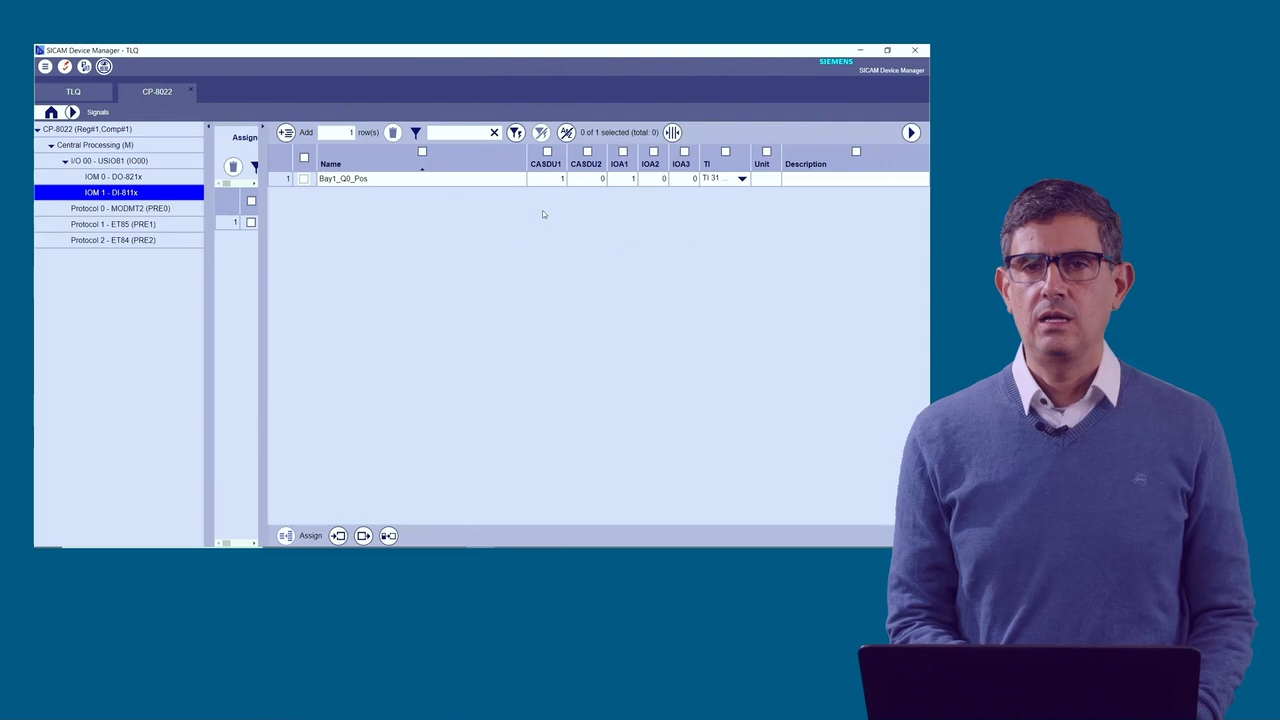 SICAM Device Manager - TLQ
SIEMENS
SICAM Device Manager
TLQ
CP-8022
Signals
CP-8022 (Reg#1,Comp#1)
Central Processing (M)
I/O 00 - USIO81 (IO00)
IOM 0 - DO-821x
IOM 1 - DI-811x
Protocol 0 - MODMT2 (PRE0)
Protocol 1 - ET85 (PRE1)
Protocol 2 - ET84 (PRE2)
Assign
1
Add 1 row(s) 0 of 1 selected (total: 0)
Name CASDU1 CASDU2 IOA1 IOA2 IOA3 TI Unit Description
1 Bay1_Q0_Pos 1 0 1 0 0 TI 31 ...
Assign